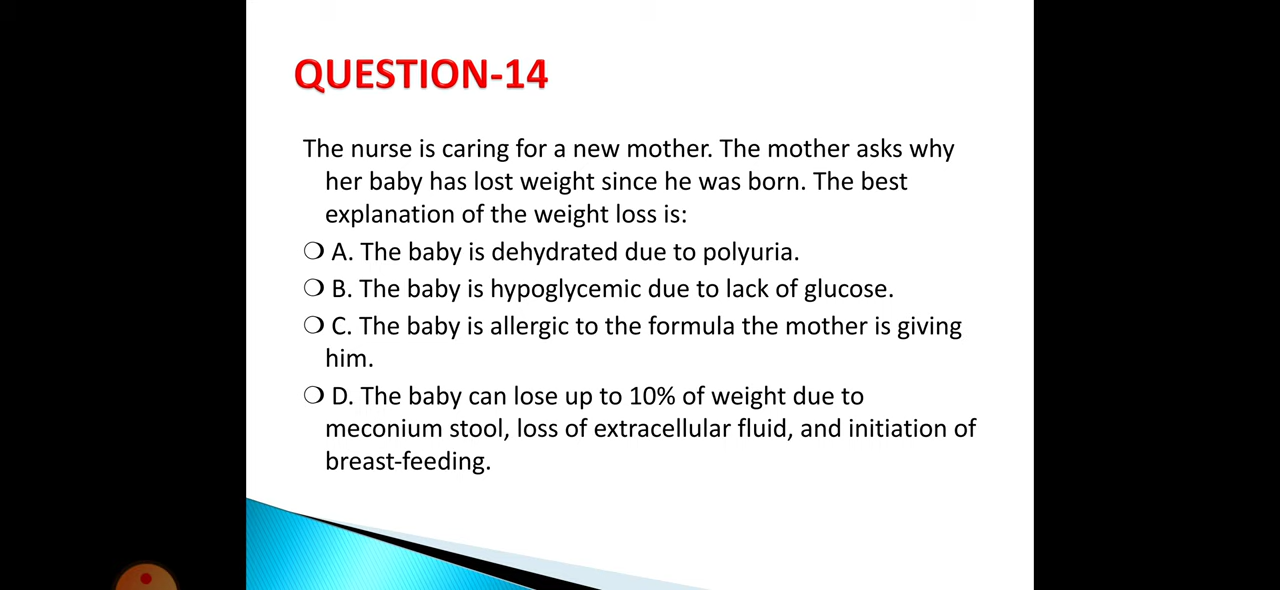 QUESTION-14
The nurse is caring for a new mother. The mother asks why
her baby has lost weight since he was born. The best
explanation of the weight loss is:
❍ A. The baby is dehydrated due to polyuria.
❍ B. The baby is hypoglycemic due to lack of glucose.
❍ C. The baby is allergic to the formula the mother is giving
him.
❍ D. The baby can lose up to 10% of weight due to
meconium stool, loss of extracellular fluid, and initiation of
breast-feeding.